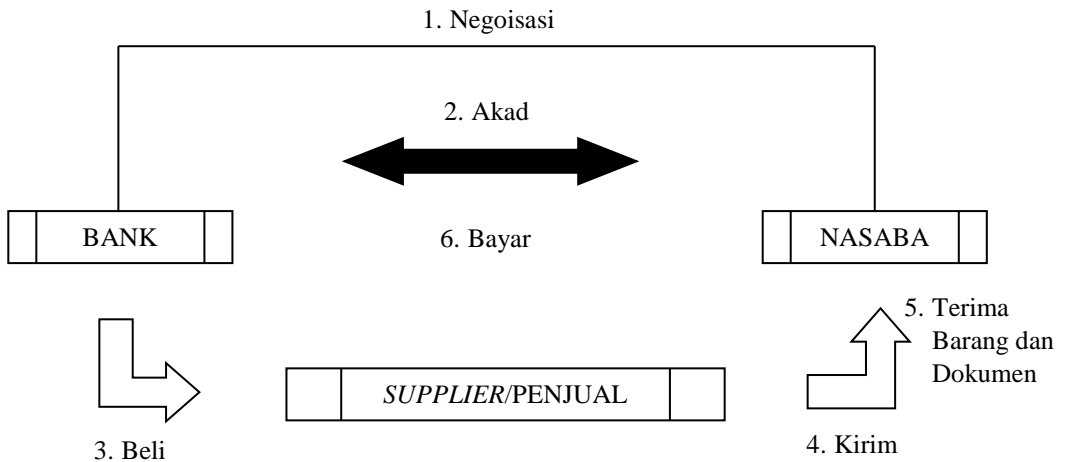 1. Negoisasi
2. Akad
BANK
6. Bayar
NASABA
5. Terima
Barang dan
Dokumen
SUPPLIER/PENJUAL
3. Beli
4. Kirim